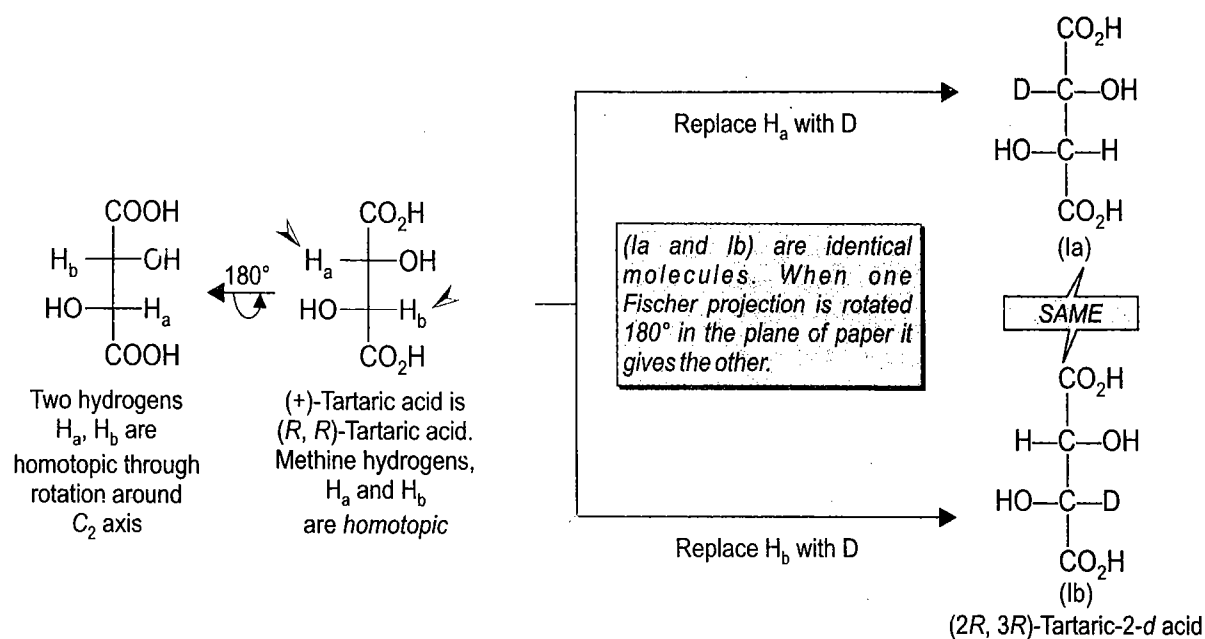 COOH
H_b OH
HO H_a
COOH
Two hydrogens
H_a, H_b are
homotopic through
rotation around
C_2 axis
180°
CO_2H
H_a OH
HO H_b
CO_2H
(+)-Tartaric acid is
(R, R)-Tartaric acid.
Methine hydrogens,
H_a and H_b
are homotopic
Replace H_a with D
(Ia and Ib) are identical
molecules. When one
Fischer projection is rotated
180° in the plane of paper it
gives the other.
Replace H_b with D
CO_2H
D—C—OH
HO—C—H
CO_2H
(Ia)
SAME
CO_2H
H—C—OH
HO—C—D
CO_2H
(Ib)
(2R, 3R)-Tartaric-2-d acid